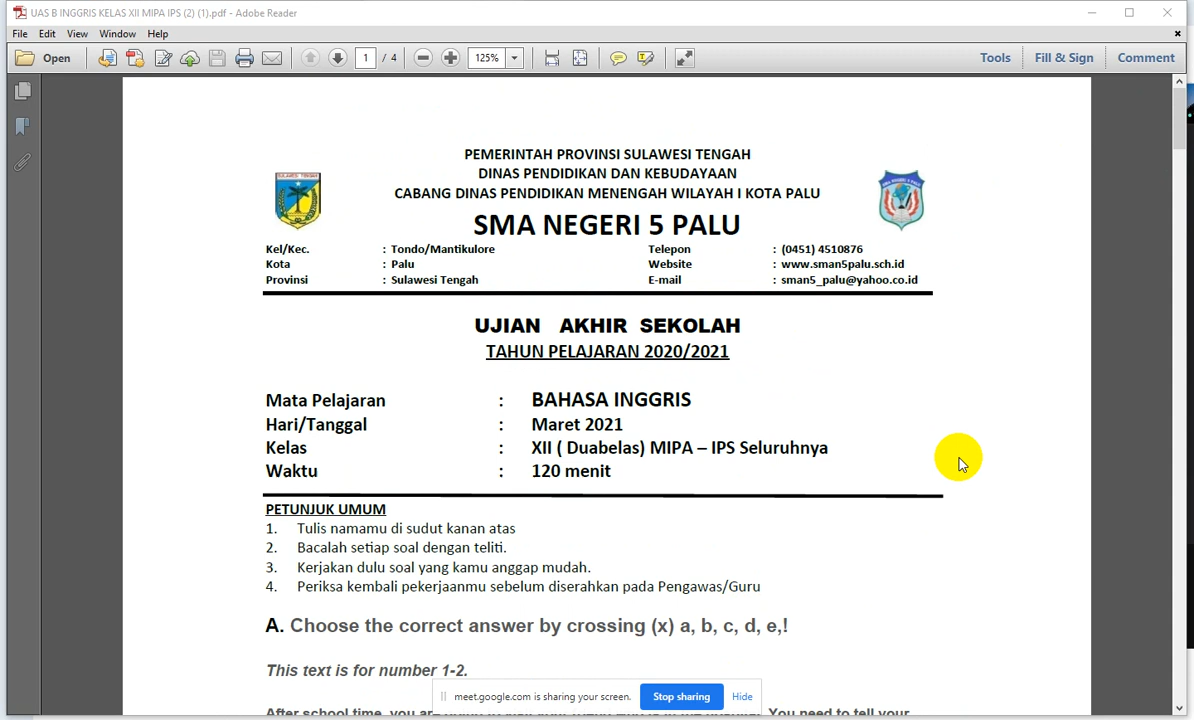 UAS B INGGRIS KELAS XII MIPA IPS (2) (1).pdf - Adobe Reader
File Edit View Window Help
Open 1 / 4 125% Tools Fill & Sign Comment
PEMERINTAH PROVINSI SULAWESI TENGAH
DINAS PENDIDIKAN DAN KEBUDAYAAN
CABANG DINAS PENDIDIKAN MENENGAH WILAYAH I KOTA PALU
SMA NEGERI 5 PALU
Kel/Kec. : Tondo/Mantikulore Telepon : (0451) 4510876
Kota : Palu Website : www.sman5palu.sch.id
Provinsi : Sulawesi Tengah E-mail : sman5_palu@yahoo.co.id
UJIAN AKHIR SEKOLAH
TAHUN PELAJARAN 2020/2021
Mata Pelajaran : BAHASA INGGRIS
Hari/Tanggal : Maret 2021
Kelas : XII ( Duabelas) MIPA – IPS Seluruhnya
Waktu : 120 menit
PETUNJUK UMUM
1. Tulis namamu di sudut kanan atas
2. Bacalah setiap soal dengan teliti.
3. Kerjakan dulu soal yang kamu anggap mudah.
4. Periksa kembali pekerjaanmu sebelum diserahkan pada Pengawas/Guru
A. Choose the correct answer by crossing (x) a, b, c, d, e,!
This text is for number 1-2.
meet.google.com is sharing your screen. Stop sharing Hide
After school time, you are You need to tell your